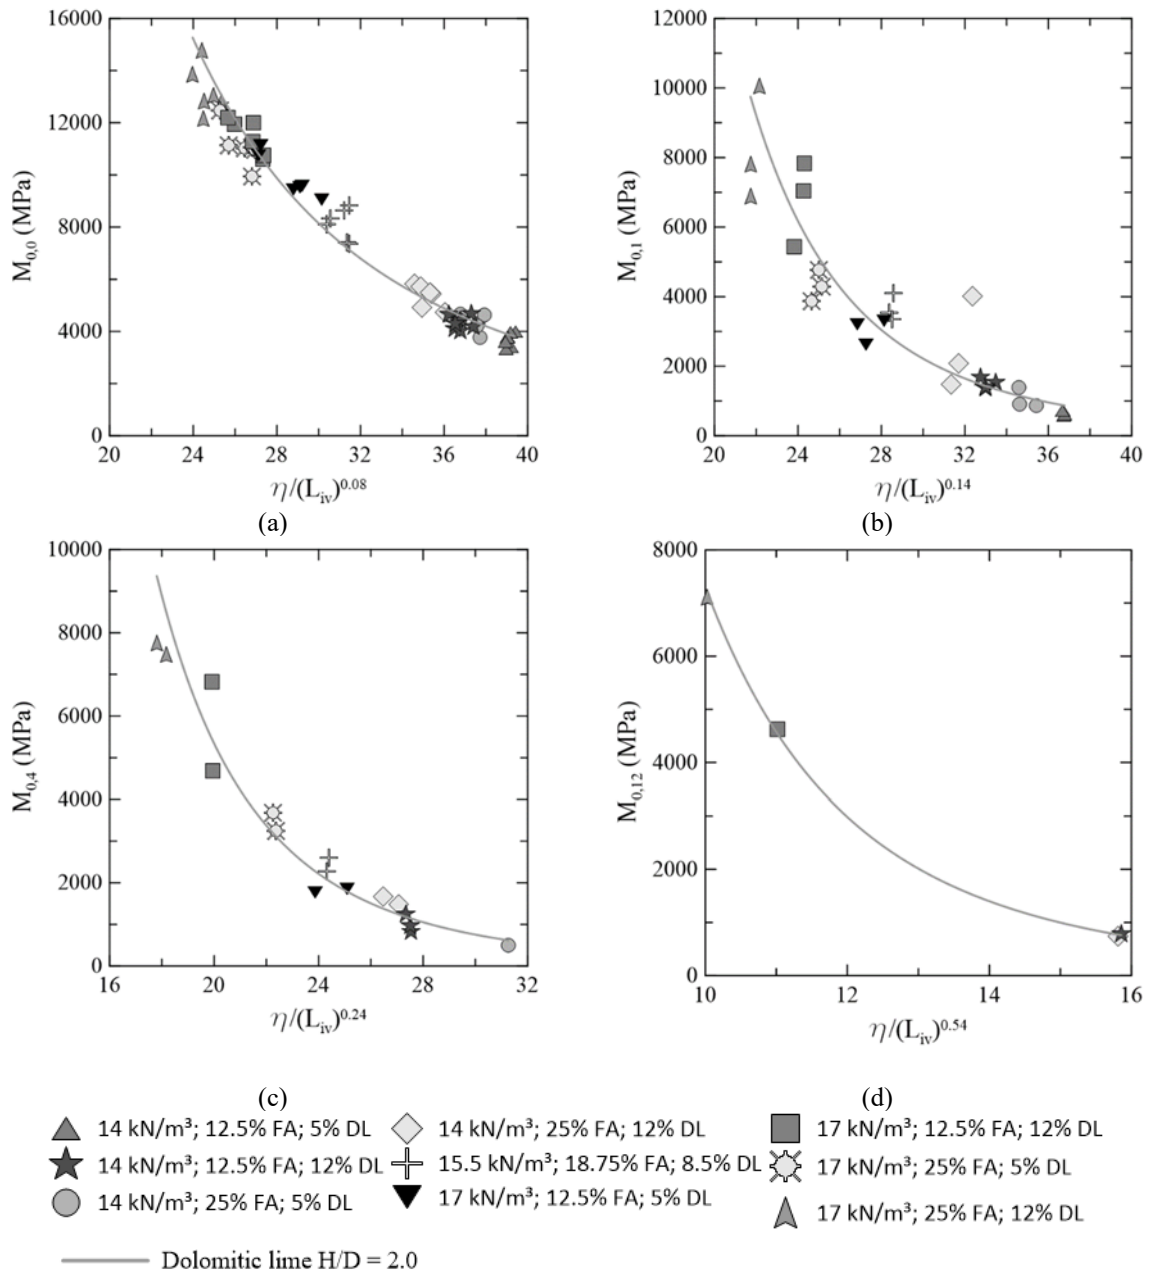 (a)
16000
12000
8000
4000
0
M0,0 (MPa)
20 24 28 32 36 40
η/(Liv)^0.08
(a)
12000
10000
8000
6000
4000
2000
0
M0,1 (MPa)
20 24 28 32 36 40
η/(Liv)^0.14
(b)
10000
8000
6000
4000
2000
0
M0,4 (MPa)
16 20 24 28 32
η/(Liv)^0.24
(c)
8000
6000
4000
2000
0
M0,12 (MPa)
10 12 14 16
η/(Liv)^0.54
(d)
14 kN/m³; 12.5% FA; 5% DL
14 kN/m³; 12.5% FA; 12% DL
14 kN/m³; 25% FA; 5% DL
14 kN/m³; 25% FA; 12% DL
15.5 kN/m³; 18.75% FA; 8.5% DL
17 kN/m³; 12.5% FA; 5% DL
17 kN/m³; 12.5% FA; 12% DL
17 kN/m³; 25% FA; 5% DL
17 kN/m³; 25% FA; 12% DL
Dolomitic lime H/D = 2.0